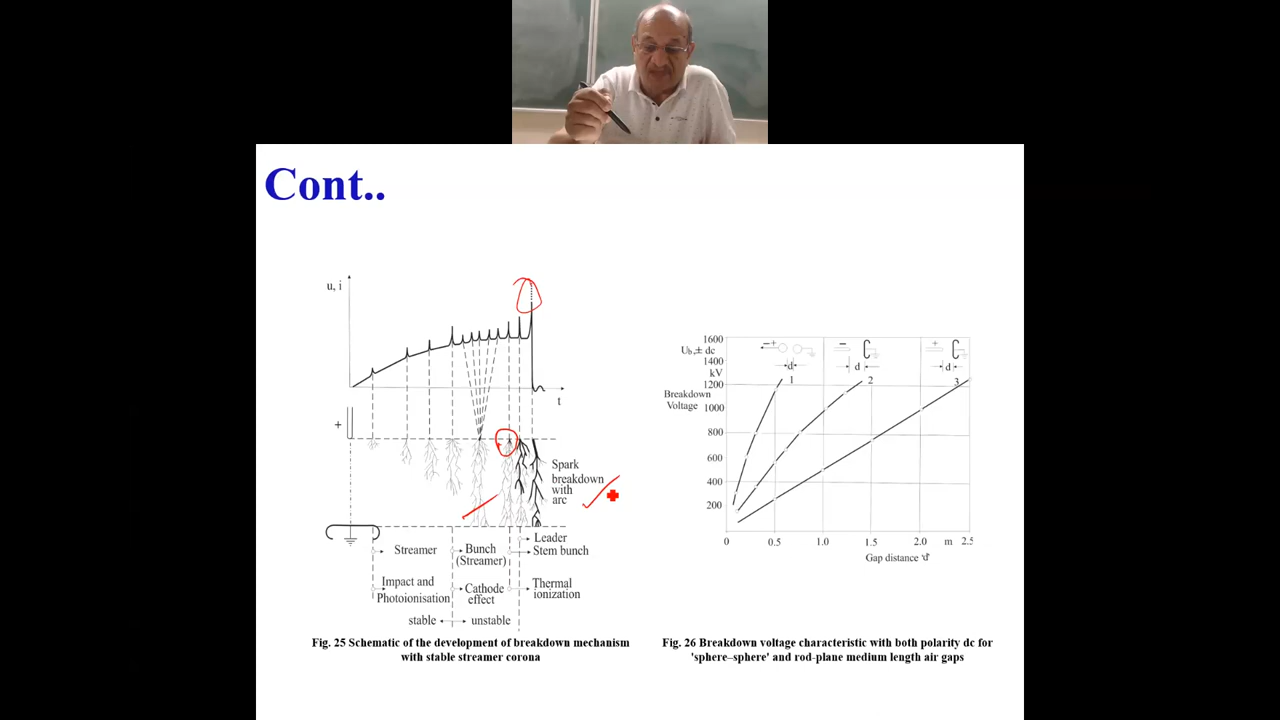 Cont..
u, i
t
+
Spark
breakdown
with
arc
Streamer
Bunch
(Streamer)
Leader
Stem bunch
Impact and
Photoionisation
Cathode
effect
Thermal
ionization
stable
unstable
Fig. 25 Schematic of the development of breakdown mechanism
with stable streamer corona
1600
Ub,± dc
1400
kV
1200
Breakdown
Voltage
1000
800
600
400
200
− +
d
1
−
d
2
+
d
3
0
0.5
1.0
1.5
2.0
m
2.5
Gap distance 'd'
Fig. 26 Breakdown voltage characteristic with both polarity dc for
'sphere–sphere' and rod-plane medium length air gaps